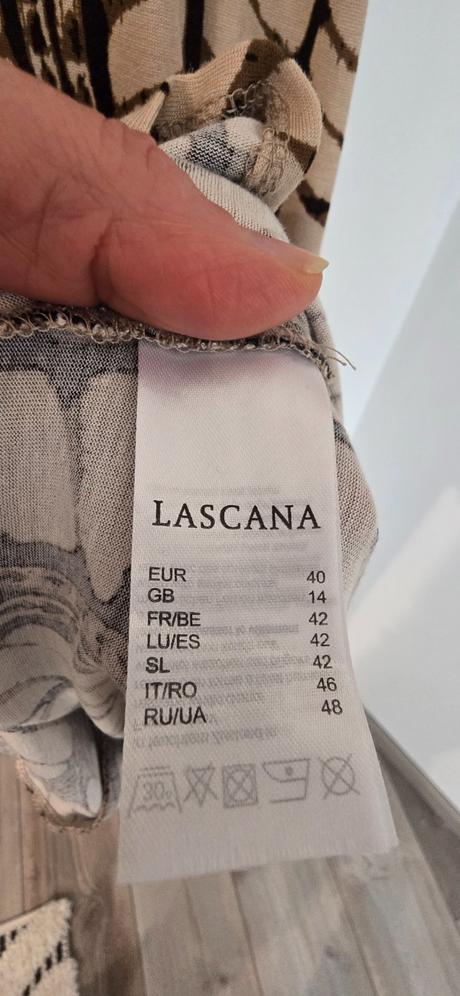 LASCANA
EUR 40
GB 14
FR/BE 42
LU/ES 42
SL 42
IT/RO 46
RU/UA 48
30°